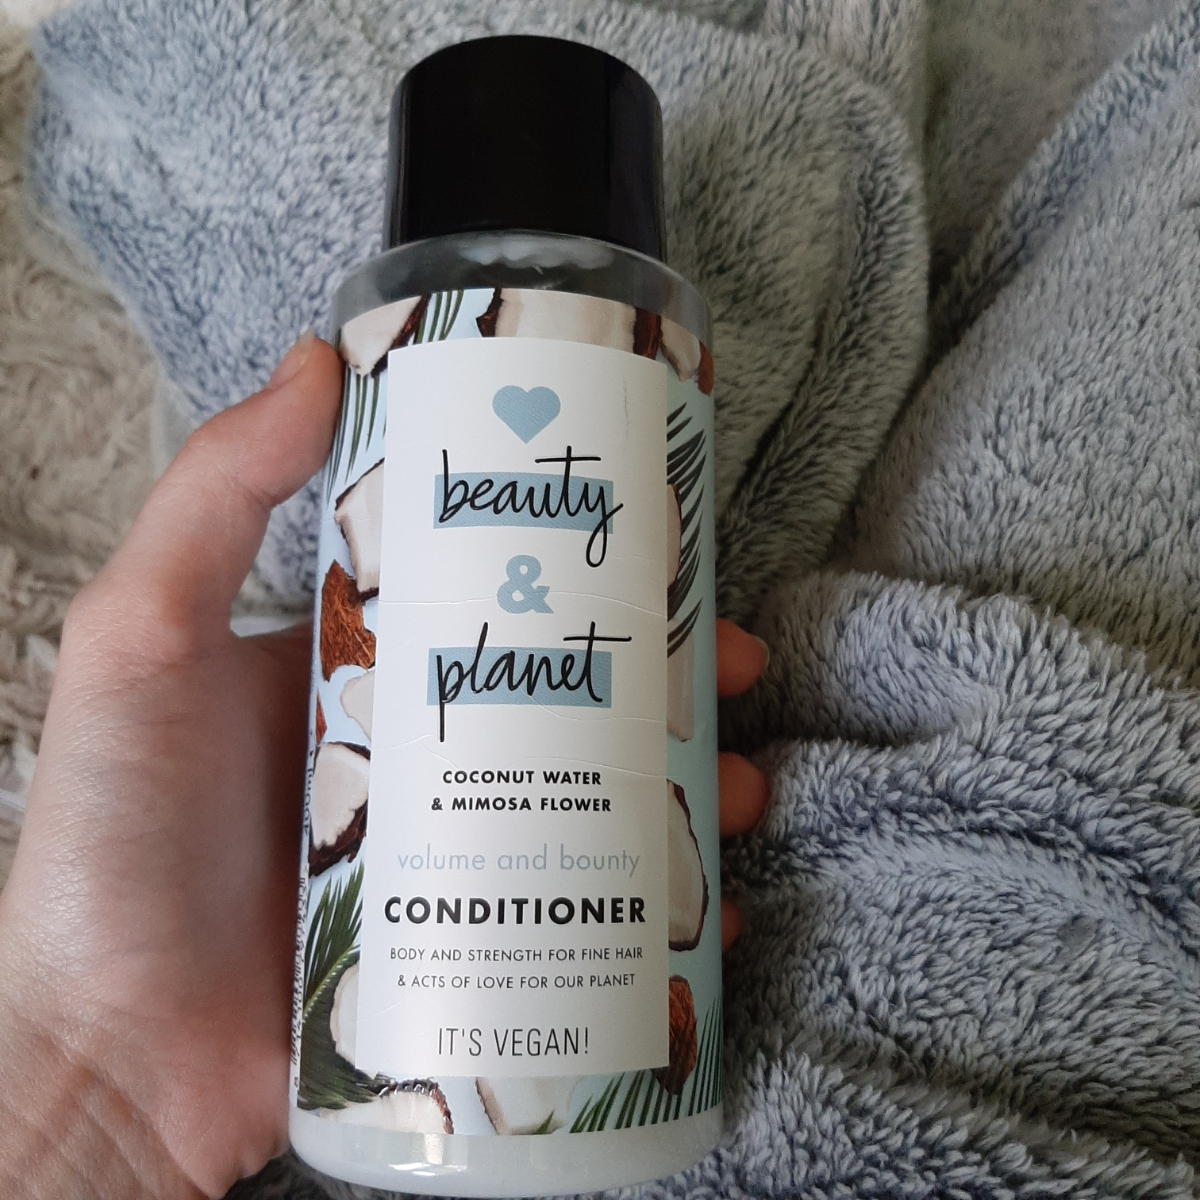 beauty
&
planet
COCONUT WATER
& MIMOSA FLOWER
volume and bounty
CONDITIONER
BODY AND STRENGTH FOR FINE HAIR
& ACTS OF LOVE FOR OUR PLANET
IT'S VEGAN!